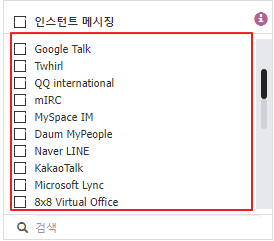 인스턴트 메시징
Google Talk
Twhirl
QQ international
mIRC
MySpace IM
Daum MyPeople
Naver LINE
KakaoTalk
Microsoft Lync
8x8 Virtual Office
검색